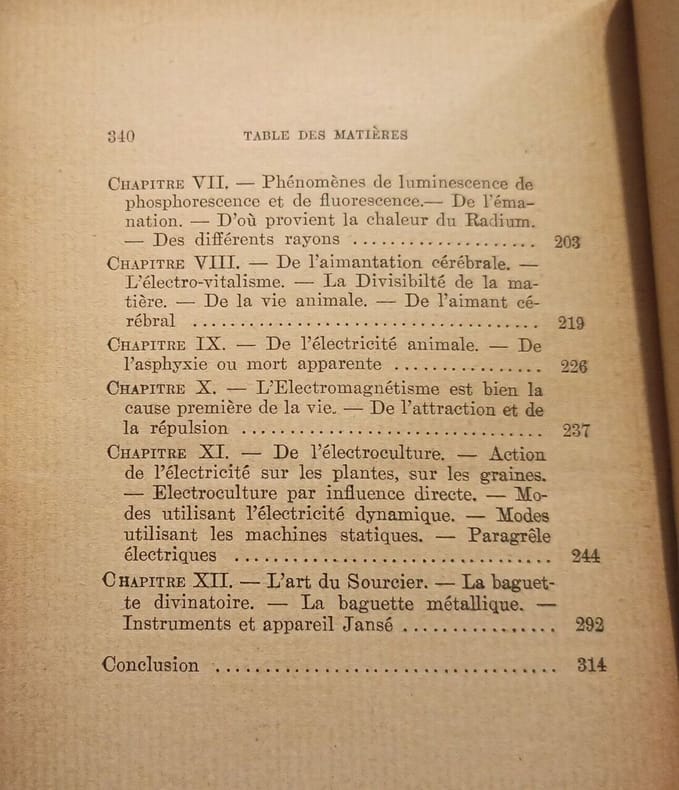 340 TABLE DES MATIÈRES
CHAPITRE VII. — Phénomènes de luminescence de
phosphorescence et de fluorescence.— De l'éma-
nation. — D'où provient la chaleur du Radium.
— Des différents rayons ................... 203
CHAPITRE VIII. — De l'aimantation cérébrale. —
L'électro-vitalisme. — La Divisibilté de la ma-
tière. — De la vie animale. — De l'aimant cé-
rébral ................................... 219
CHAPITRE IX. — De l'électricité animale. — De
l'asphyxie ou mort apparente ............... 226
CHAPITRE X. — L'Electromagnétisme est bien la
cause première de la vie. — De l'attraction et de
la répulsion .............................. 237
CHAPITRE XI. — De l'électroculture. — Action
de l'électricité sur les plantes, sur les graines.
— Electroculture par influence directe. — Mo-
des utilisant l'électricité dynamique. — Modes
utilisant les machines statiques. — Paragrêle
électriques ................................ 244
CHAPITRE XII. — L'art du Sourcier. — La baguet-
te divinatoire. — La baguette métallique. —
Instruments et appareil Jansé ................ 292
Conclusion .................................. 314